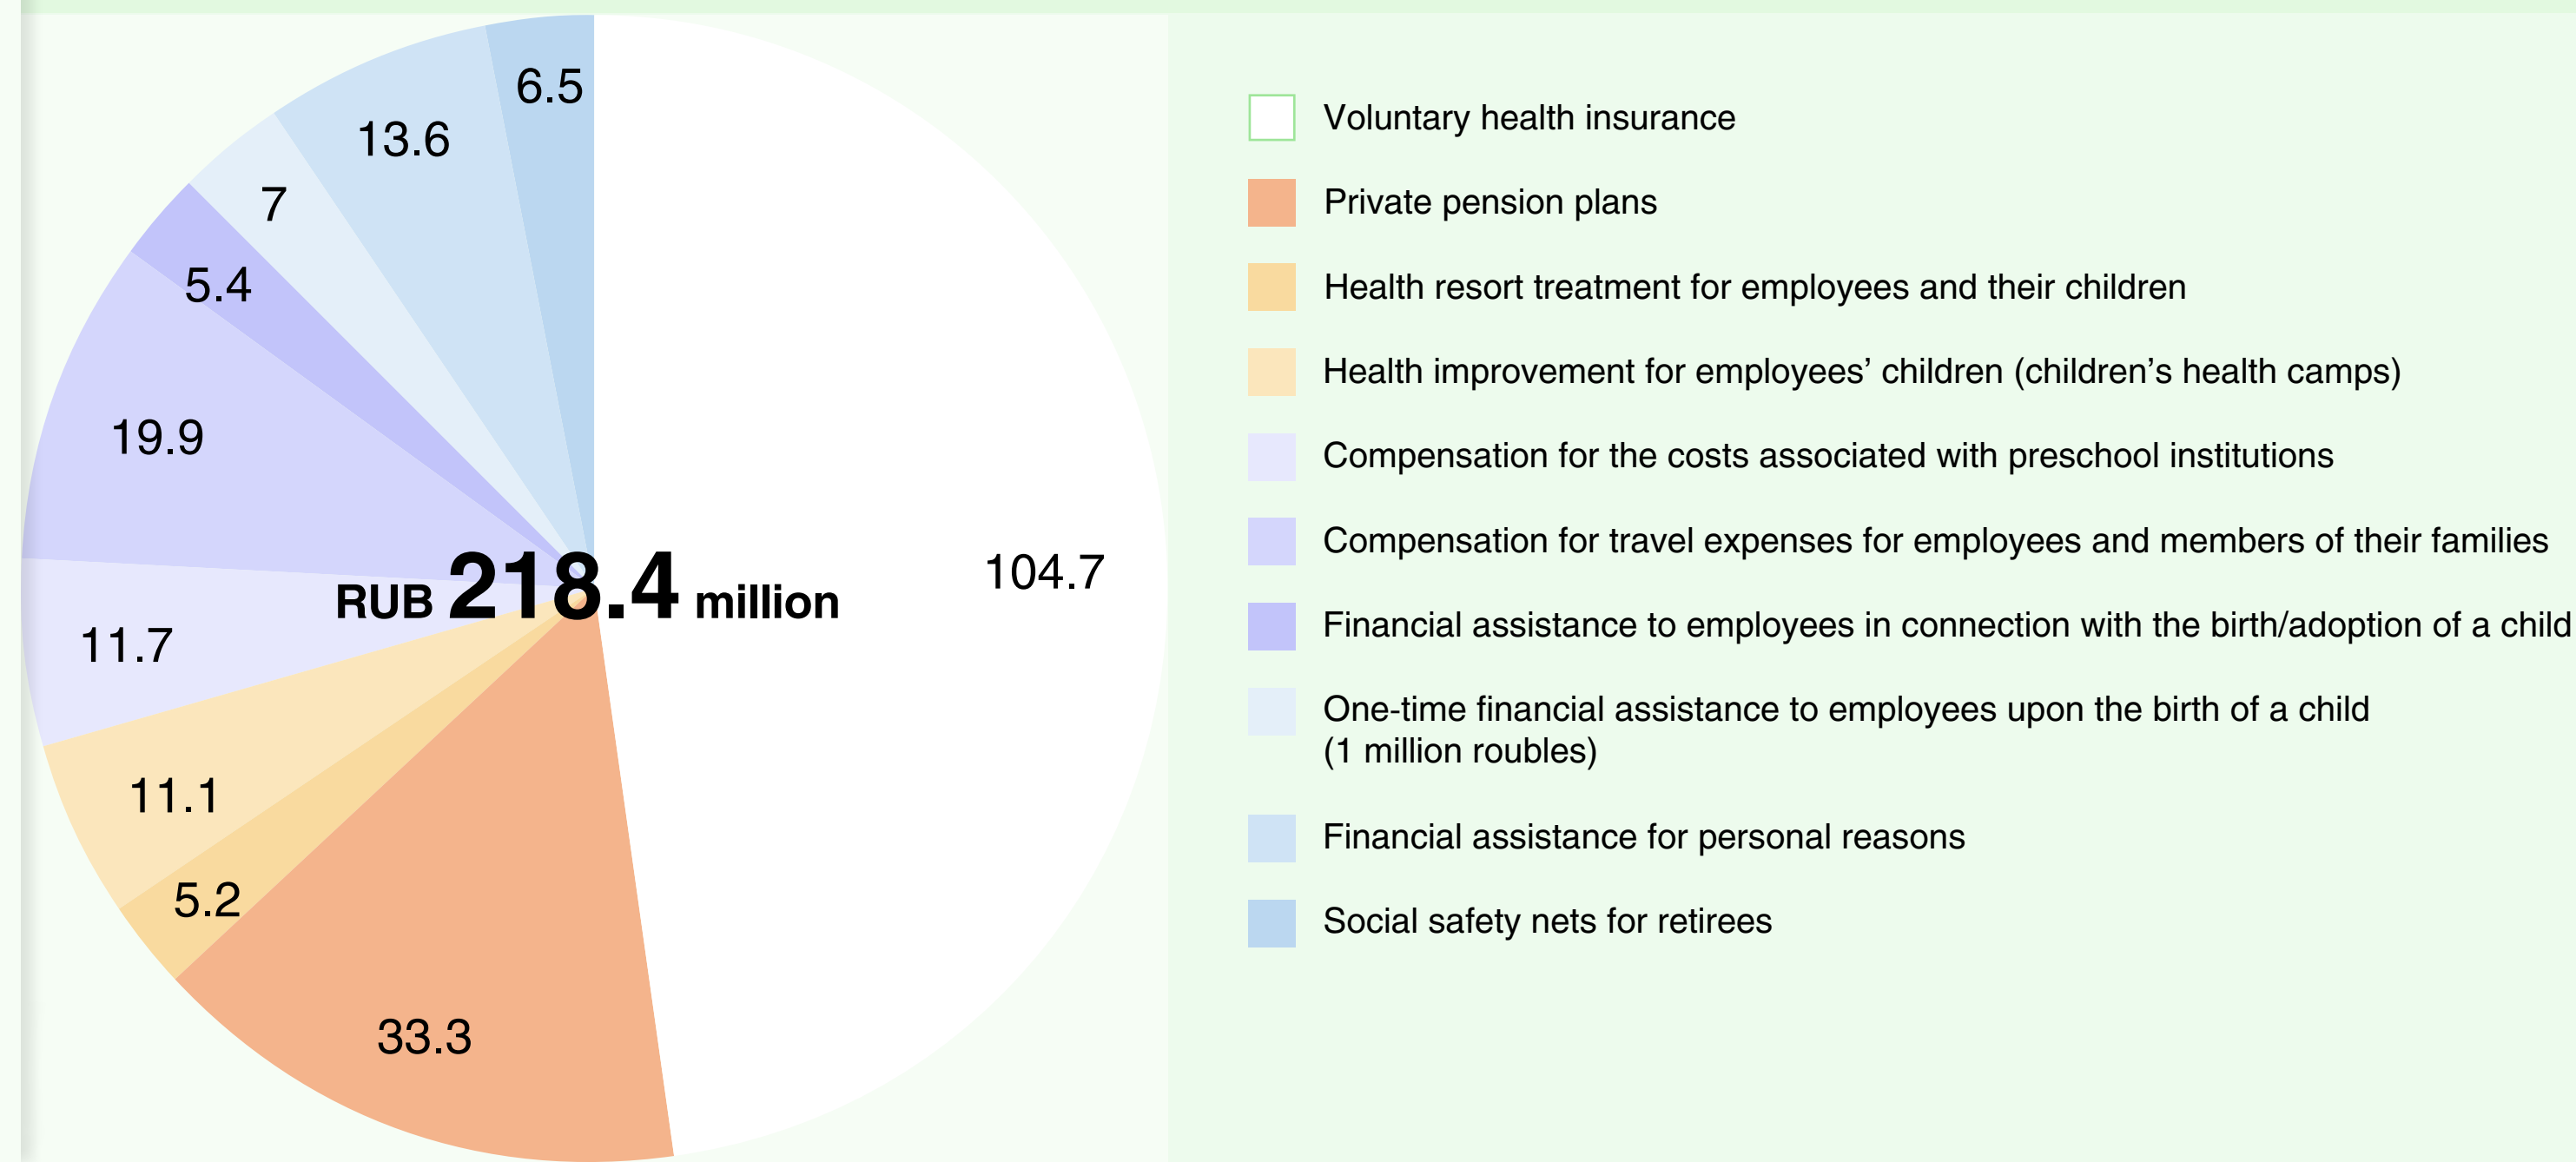 6.5
13.6
7
5.4
19.9
11.7
11.1
5.2
33.3
104.7
RUB 218.4 million
Voluntary health insurance
Private pension plans
Health resort treatment for employees and their children
Health improvement for employees’ children (children’s health camps)
Compensation for the costs associated with preschool institutions
Compensation for travel expenses for employees and members of their families
Financial assistance to employees in connection with the birth/adoption of a child
One-time financial assistance to employees upon the birth of a child
(1 million roubles)
Financial assistance for personal reasons
Social safety nets for retirees